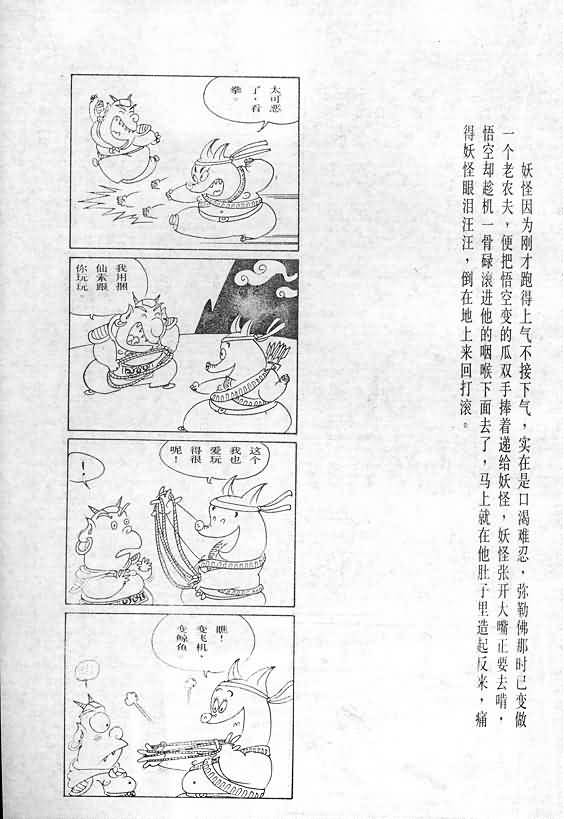 妖怪因为刚才跑得上气不接下气，实在是口渴难忍，弥勒佛那时已变做
一个老农夫，便把悟空变的瓜双手捧着递给妖怪，妖怪张开大嘴正要去啃，
悟空却趁机一骨碌滚进他的咽喉下面去了，马上就在他肚子里造起反来，痛
得妖怪眼泪汪汪，倒在地上来回打滚。
太可恶
了，看
拳。
我用捆
仙素跟
你玩玩。
这个
我也
爱玩
得很
呢！
！
瞧！
变飞机，
变鲸鱼